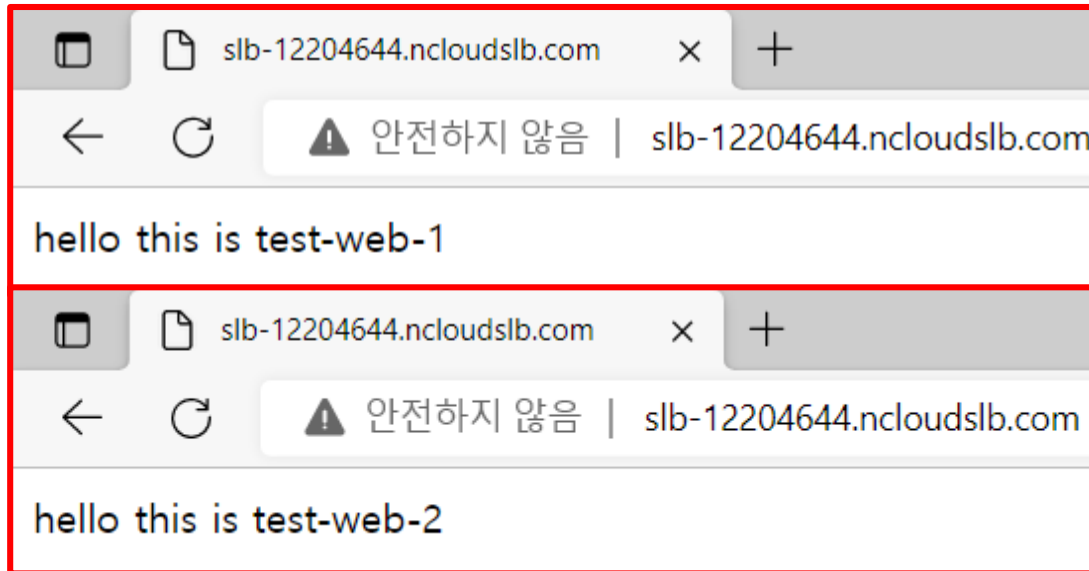 slb-12204644.ncloudslb.com
안전하지 않음 | slb-12204644.ncloudslb.com
hello this is test-web-1
slb-12204644.ncloudslb.com
안전하지 않음 | slb-12204644.ncloudslb.com
hello this is test-web-2